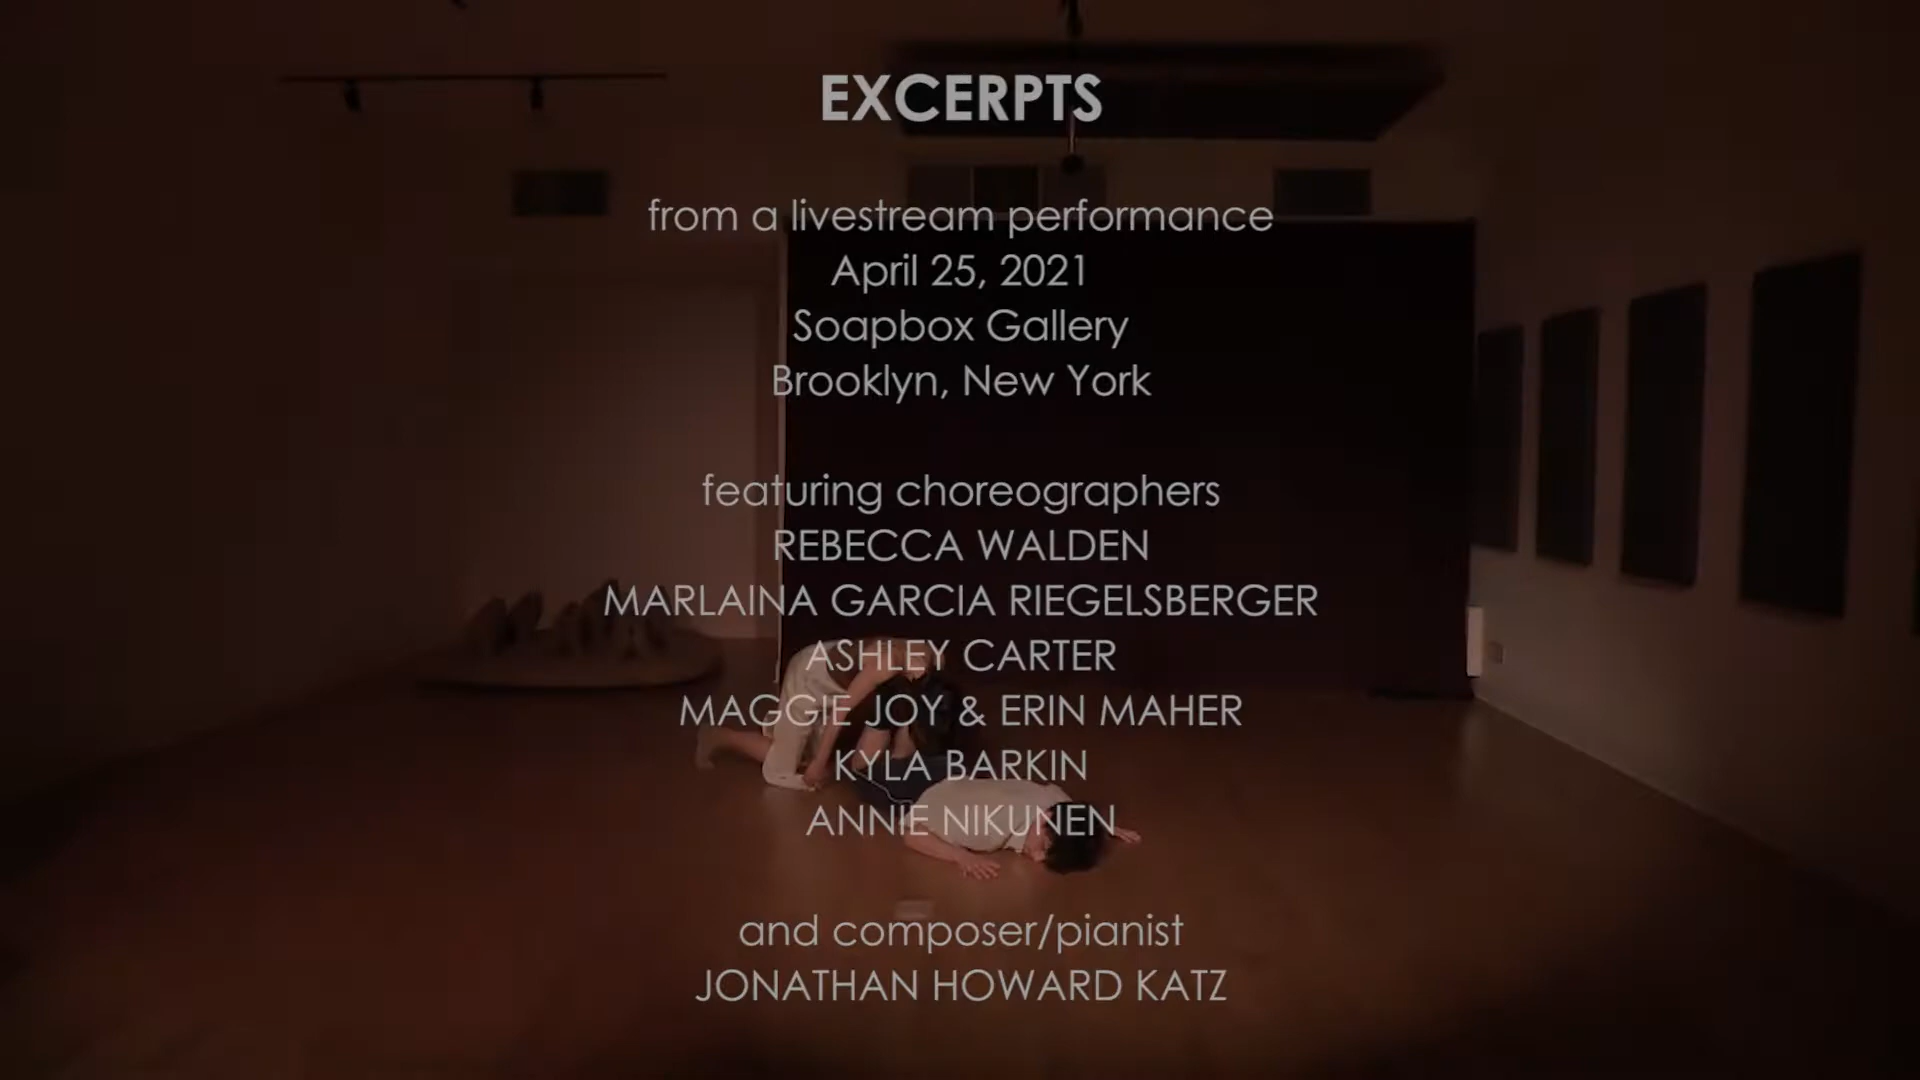 EXCERPTS
from a livestream performance
April 25, 2021
Soapbox Gallery
Brooklyn, New York
featuring choreographers
REBECCA WALDEN
MARLAINA GARCIA RIEGELSBERGER
ASHLEY CARTER
MAGGIE JOY & ERIN MAHER
KYLA BARKIN
ANNIE NIKUNEN
and composer/pianist
JONATHAN HOWARD KATZ